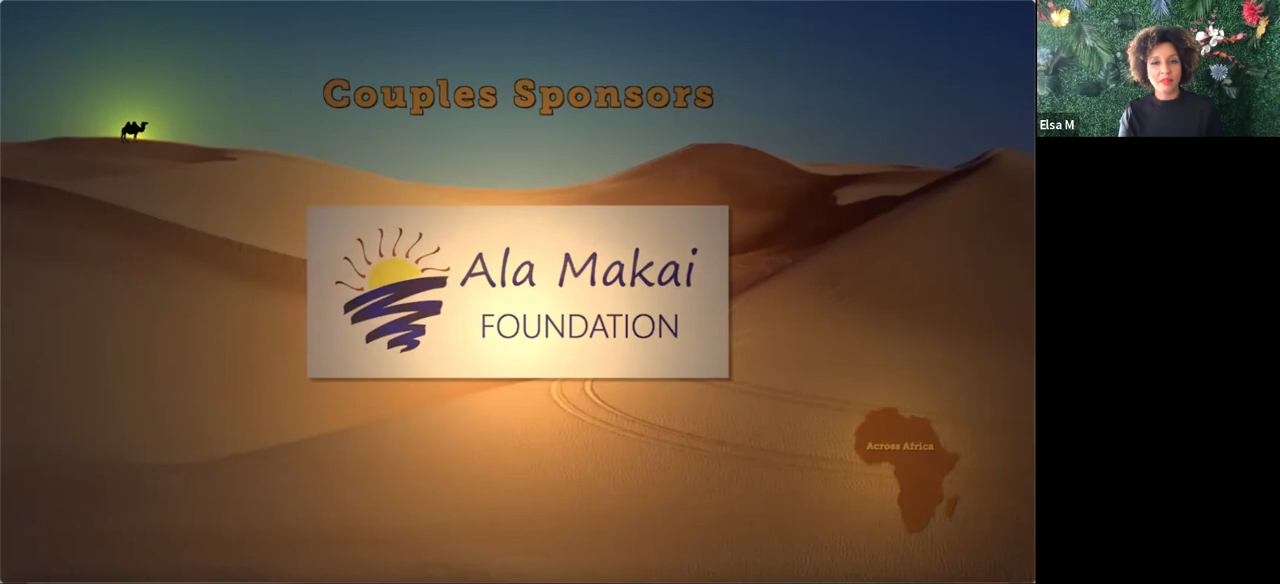 Couples Sponsors
Ala Makai
FOUNDATION
Across Africa
Elsa M